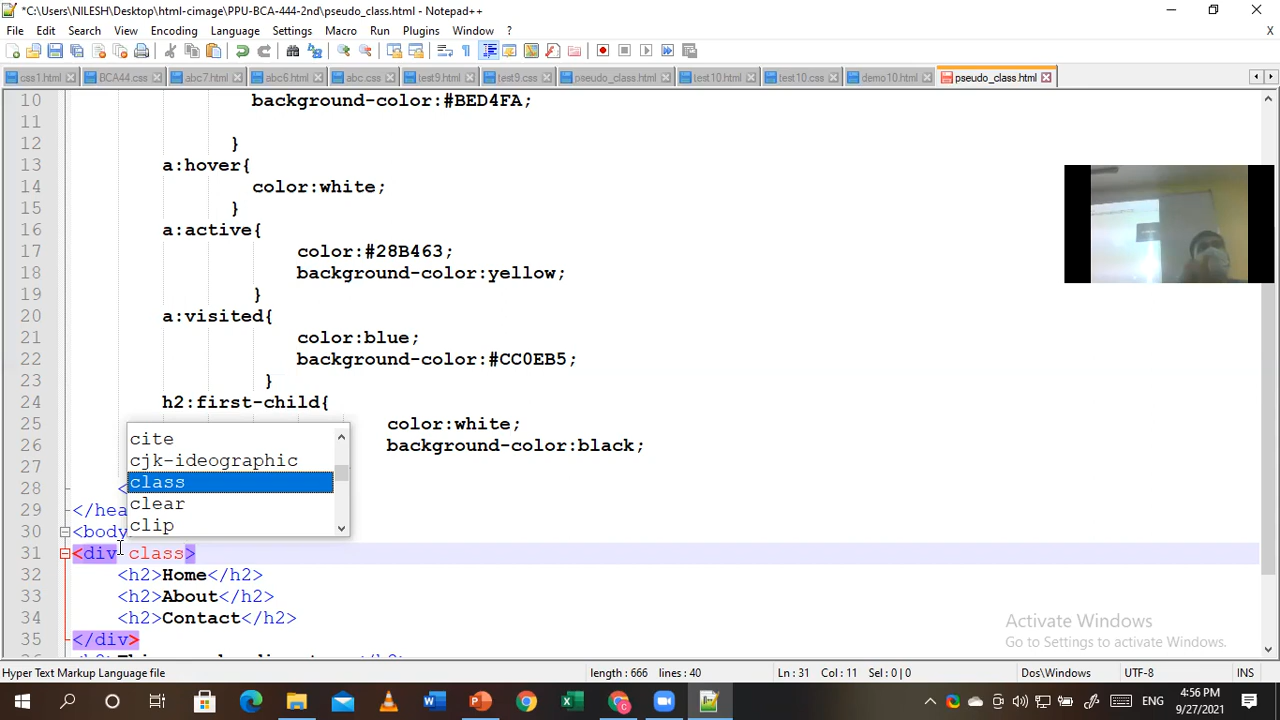 *C:\Users\NILESH\Desktop\html-cimage\PPU-BCA-444-2nd\pseudo_class.html - Notepad++
File Edit Search View Encoding Language Settings Macro Run Plugins Window ?
X
css1.html BCA44.css abc7.html abc6.html abc.css test9.html test9.css pseudo_class.html test10.html test10.css demo10.html pseudo_class.html
10 background-color:#BED4FA;
11
12 }
13 a:hover{
14 color:white;
15 }
16 a:active{
17 color:#28B463;
18 background-color:yellow;
19 }
20 a:visited{
21 color:blue;
22 background-color:#CC0EB5;
23 }
24 h2:first-child{
25 color:white;
26 background-color:black;
27
28 <
29 </hea
30 <body
31 <div class>
32 <h2>Home</h2>
33 <h2>About</h2>
34 <h2>Contact</h2>
35 </div>
cite
cjk-ideographic
class
clear
clip
Activate Windows
Go to Settings to activate Windows.
Hyper Text Markup Language file length : 666 lines : 40 Ln : 31 Col : 11 Sel : 0 | 0 Dos\Windows UTF-8 INS
ENG
4:56 PM
9/27/2021